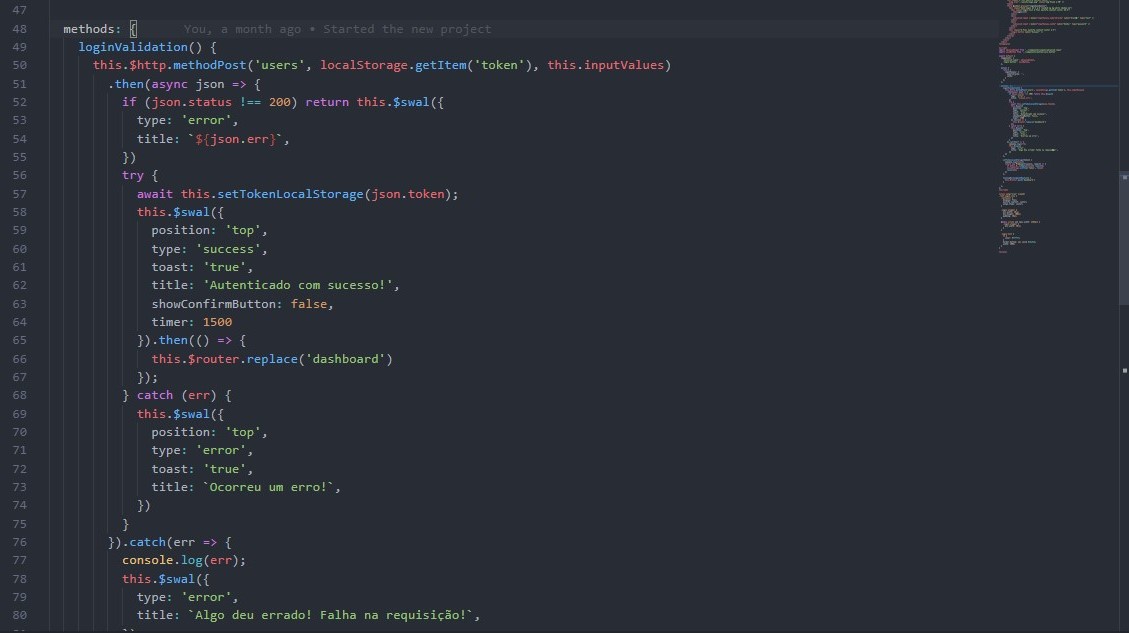 47
48 methods: { You, a month ago • Started the new project
49 loginValidation() {
50 this.$http.methodPost('users', localStorage.getItem('token'), this.inputValues)
51 .then(async json => {
52 if (json.status !== 200) return this.$swal({
53 type: 'error',
54 title: `${json.err}`,
55 })
56 try {
57 await this.setTokenLocalStorage(json.token);
58 this.$swal({
59 position: 'top',
60 type: 'success',
61 toast: 'true',
62 title: 'Autenticado com sucesso!',
63 showConfirmButton: false,
64 timer: 1500
65 }).then(() => {
66 this.$router.replace('dashboard')
67 });
68 } catch (err) {
69 this.$swal({
70 position: 'top',
71 type: 'error',
72 toast: 'true',
73 title: `Ocorreu um erro!`,
74 })
75 }
76 }).catch(err => {
77 console.log(err);
78 this.$swal({
79 type: 'error',
80 title: `Algo deu errado! Falha na requisição!`,